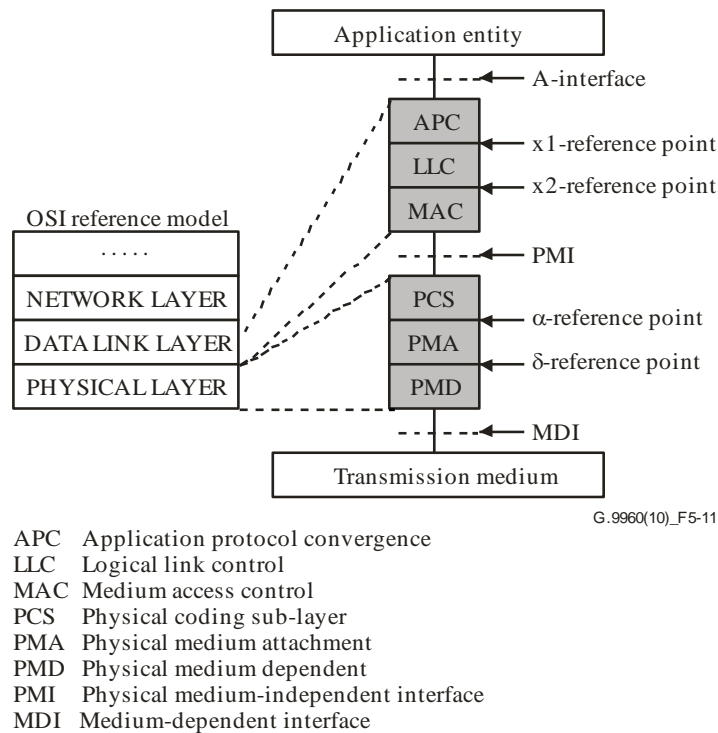 Application entity
A-interface
APC
x1-reference point
LLC
x2-reference point
MAC
OSI reference model
. . . . .
PMI
NETWORK LAYER
PCS
α-reference point
DATA LINK LAYER
PMA
δ-reference point
PHYSICAL LAYER
PMD
MDI
Transmission medium
G.9960(10)_F5-11
APC Application protocol convergence
LLC Logical link control
MAC Medium access control
PCS Physical coding sub-layer
PMA Physical medium attachment
PMD Physical medium dependent
PMI Physical medium-independent interface
MDI Medium-dependent interface